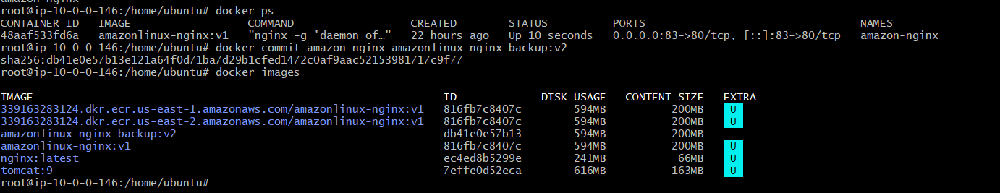 root@ip-10-0-0-146:/home/ubuntu# docker ps
CONTAINER ID   IMAGE                  COMMAND                  CREATED        STATUS          PORTS                                 NAMES
48aaf533fd6a   amazonlinux-nginx:v1   "nginx -g 'daemon of…"   22 hours ago   Up 10 seconds   0.0.0.0:83->80/tcp, [::]:83->80/tcp   amazon-nginx
root@ip-10-0-0-146:/home/ubuntu# docker commit amazon-nginx amazonlinux-nginx-backup:v2
sha256:db41e0e57b13e121a64f0d71ba7d29b1cfed1472c0af9aac52153981717c9f77
root@ip-10-0-0-146:/home/ubuntu# docker images
IMAGE                                                               ID             DISK USAGE   CONTENT SIZE   EXTRA
339163283124.dkr.ecr.us-east-1.amazonaws.com/amazonlinux-nginx:v1   816fb7c8407c        594MB          200MB    U
339163283124.dkr.ecr.us-east-2.amazonaws.com/amazonlinux-nginx:v1   816fb7c8407c        594MB          200MB    U
amazonlinux-nginx-backup:v2                                         db41e0e57b13        594MB          200MB
amazonlinux-nginx:v1                                                816fb7c8407c        594MB          200MB    U
nginx:latest                                                        ec4ed8b5299e        241MB           66MB    U
tomcat:9                                                            7effe0d52eca        616MB          163MB    U
root@ip-10-0-0-146:/home/ubuntu#